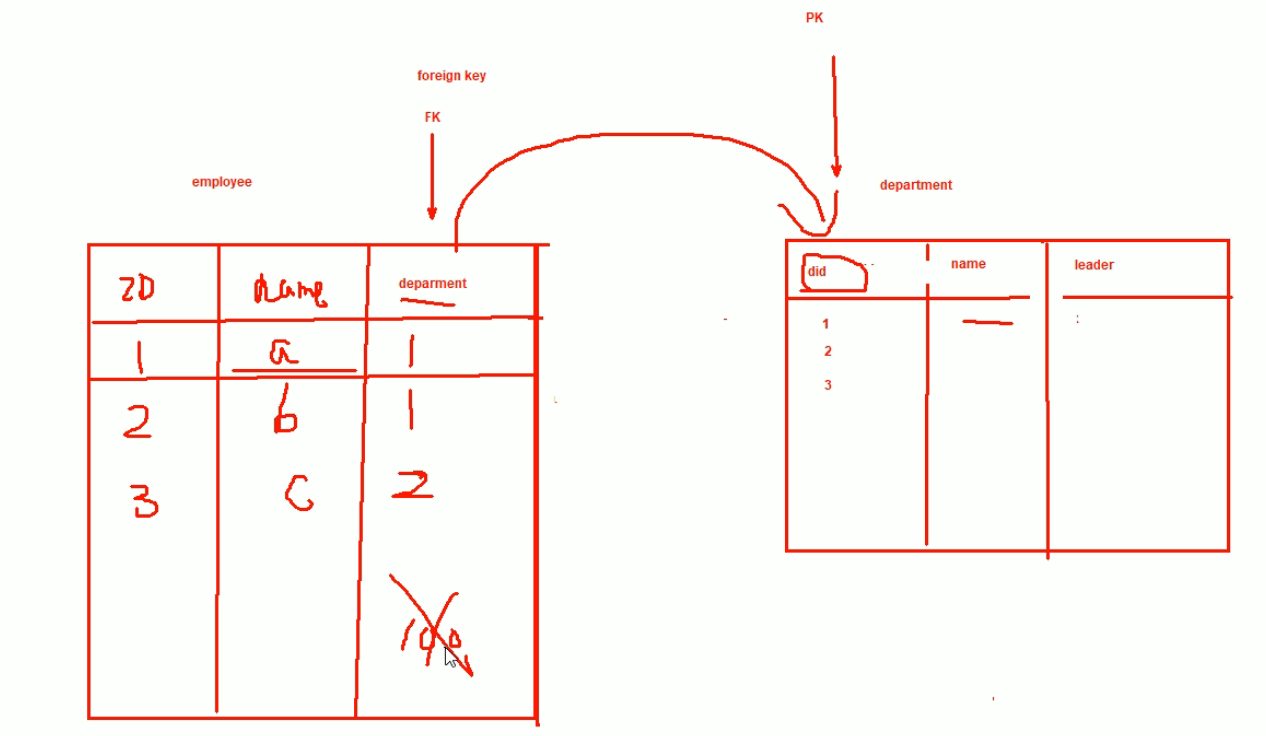 PK
foreign key
FK
employee
department
ID name deparment
1 a 1
2 b 1
3 c 2
100
did name leader
1
2
3